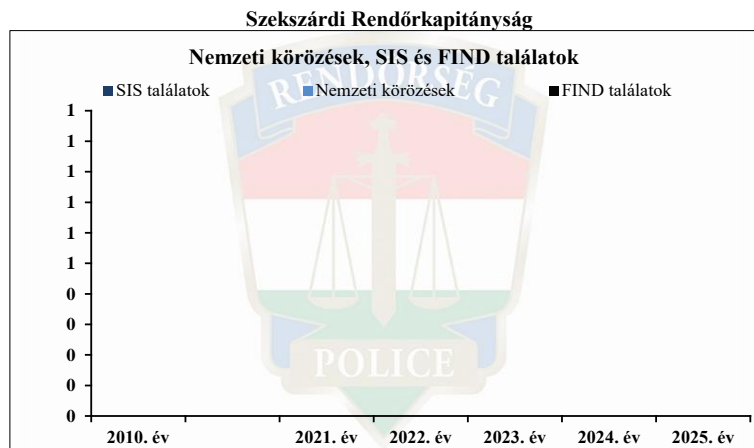 Szekszárdi Rendőrkapitányság
Nemzeti körözések, SIS és FIND találatok
SIS találatok Nemzeti körözések FIND találatok
RENDŐRSÉG
1
1
1
1
1
1
0
0
0
0
0
POLICE
2010. év 2021. év 2022. év 2023. év 2024. év 2025. év